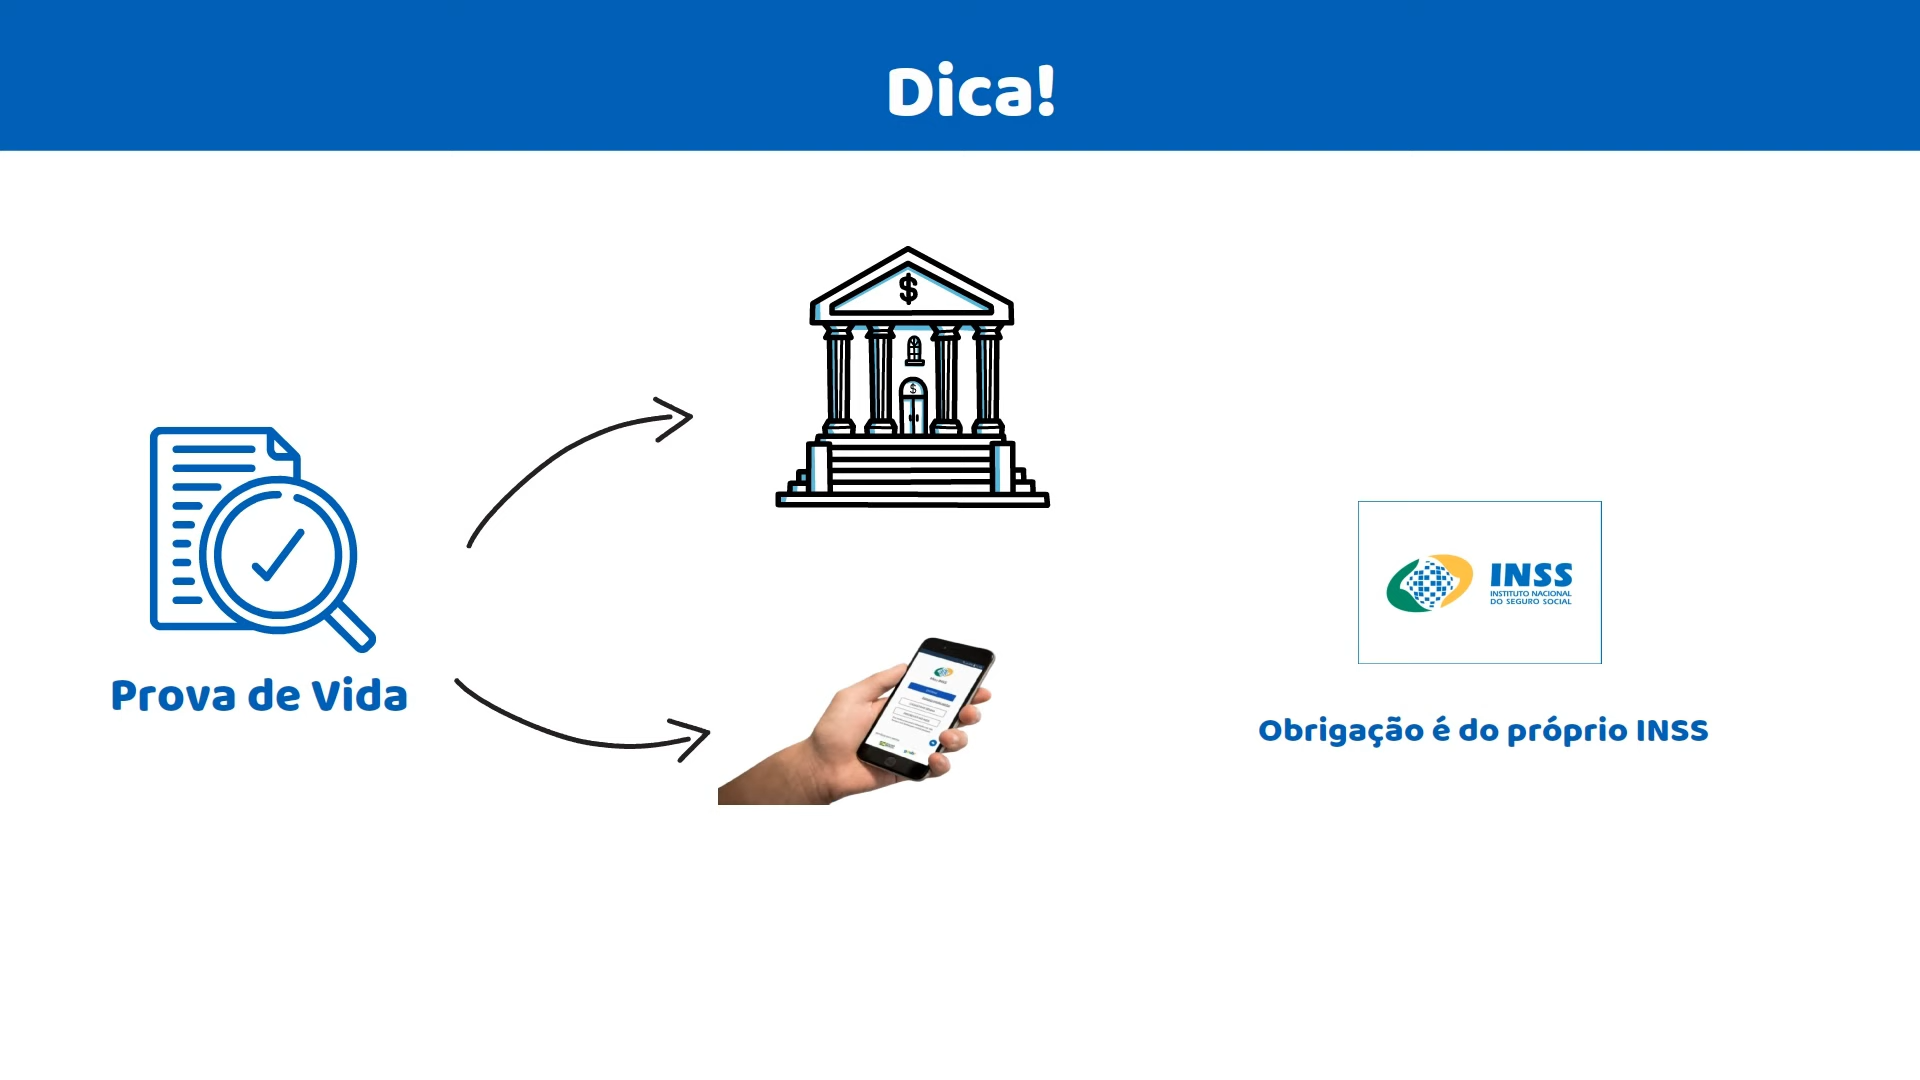 Dica!
$
$
Prova de Vida
INSS
INSTITUTO NACIONAL
DO SEGURO SOCIAL
Obrigação é do próprio INSS